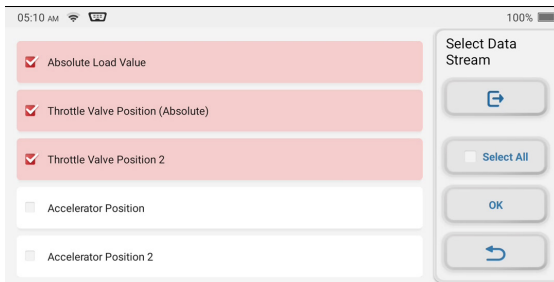 05:10 AM
100%
Absolute Load Value
Throttle Valve Position (Absolute)
Throttle Valve Position 2
Accelerator Position
Accelerator Position 2
Select Data
Stream
Select All
OK